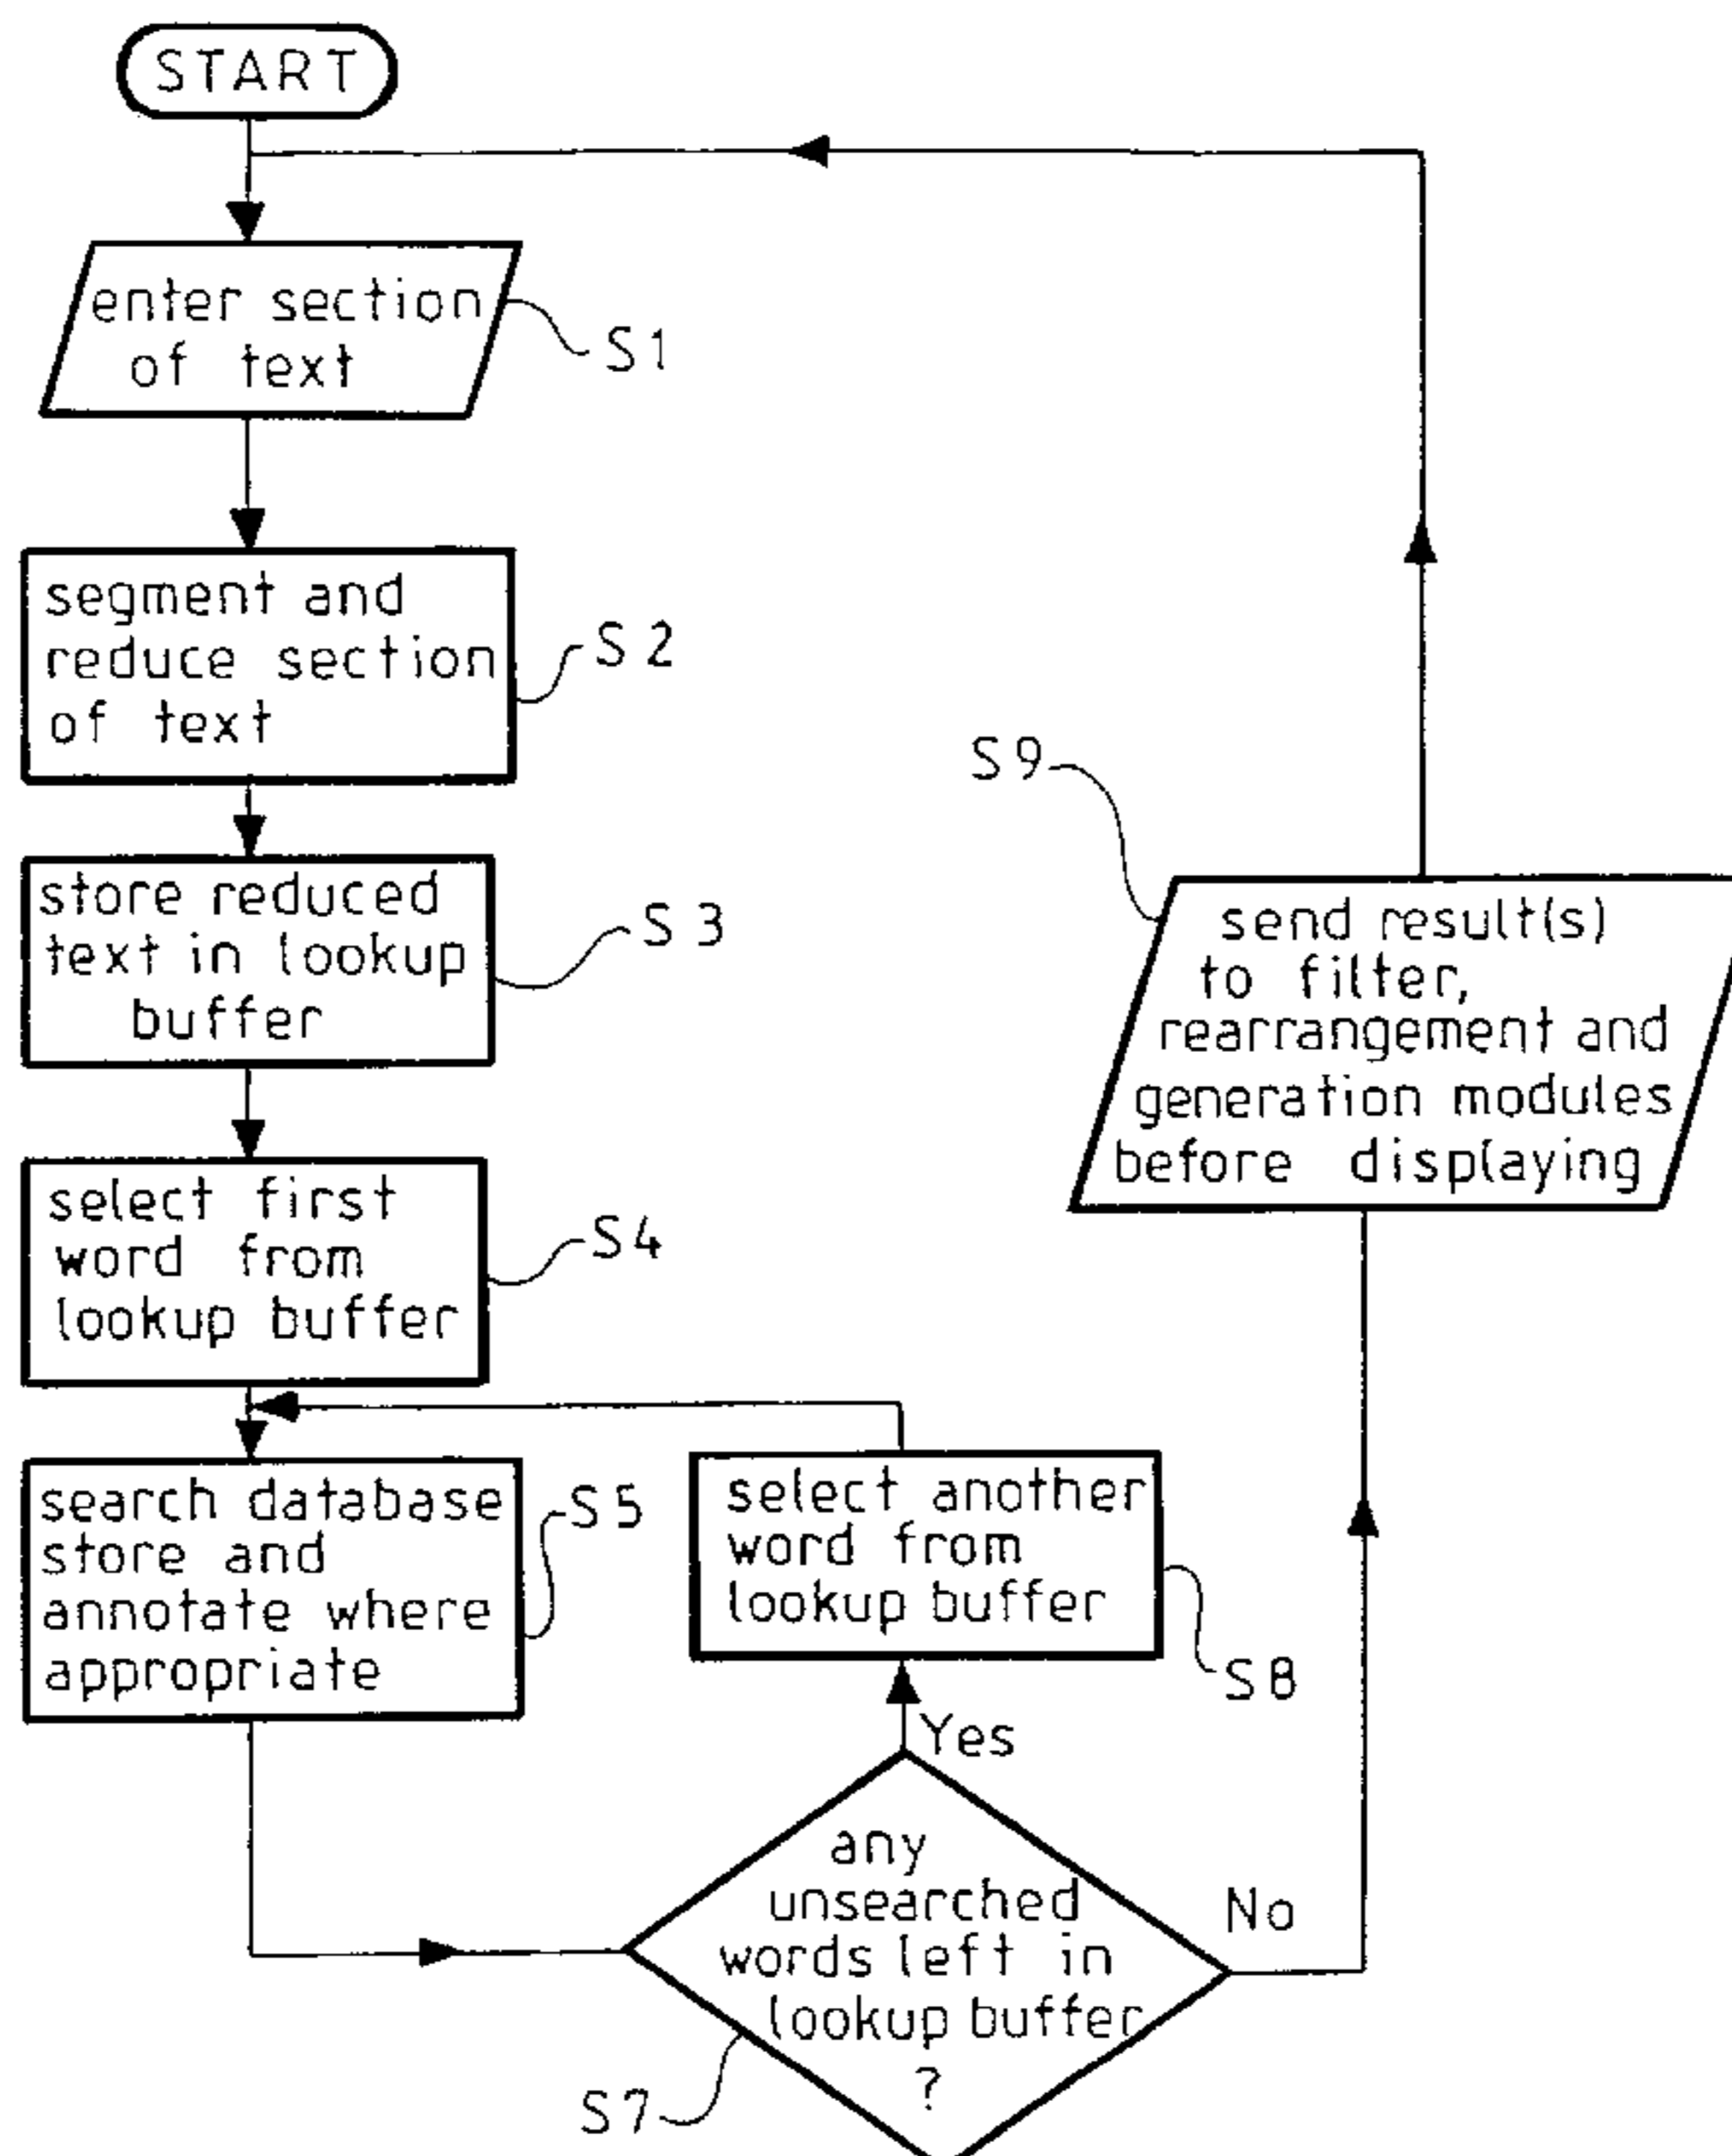 START
enter section
of text
S1
segment and
reduce section
of text
S2
store reduced
text in lookup
buffer
S3
select first
word from
lookup buffer
S4
search database
store and
annotate where
appropriate
S5
select another
word from
lookup buffer
S8
Yes
any
unsearched
words left in
lookup buffer
?
S7
No
S9
send result(s)
to filter,
rearrangement and
generation modules
before displaying